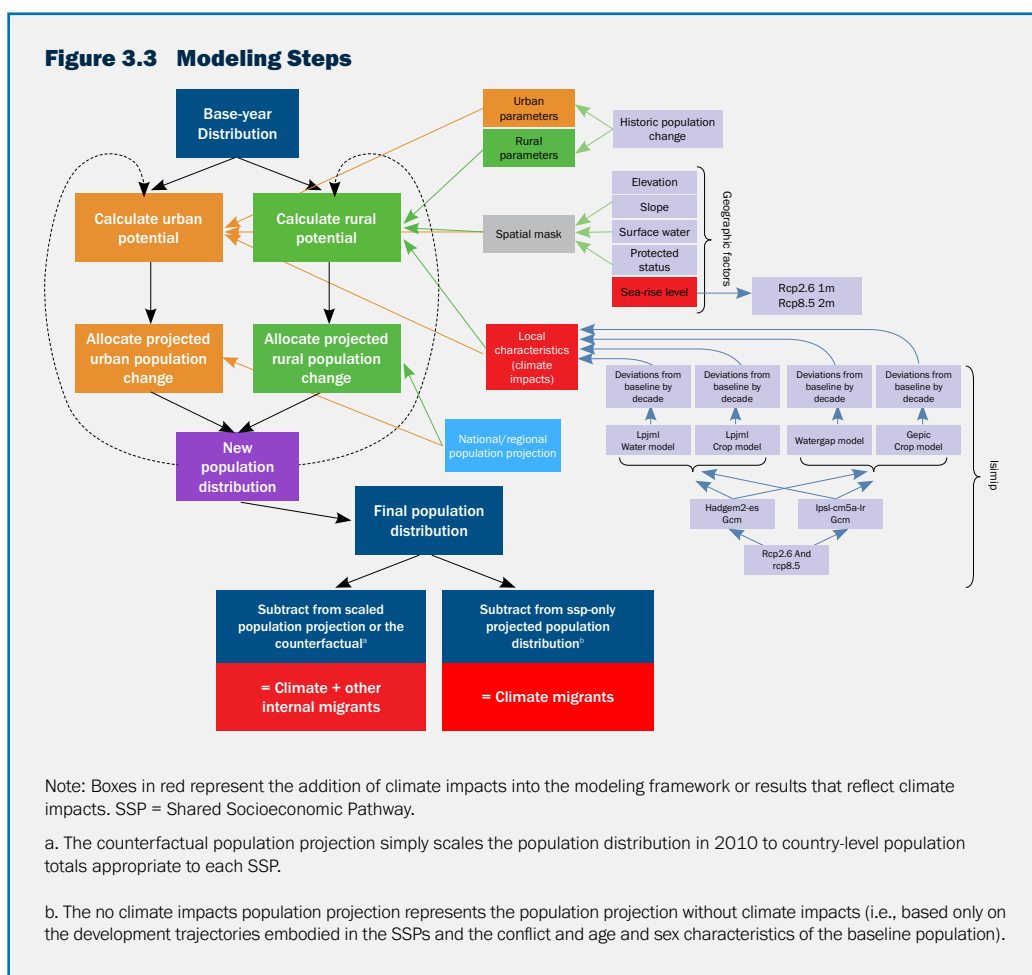 Figure 3.3 Modeling Steps
Base-year
Distribution
Urban
parameters
Rural
parameters
Historic population
change
Calculate urban
potential
Calculate rural
potential
Spatial mask
Elevation
Slope
Surface water
Protected
status
Sea-rise level
Geographic factors
Rcp2.6 1m
Rcp8.5 2m
Allocate projected
urban population
change
Allocate projected
rural population
change
Local
characteristics
(climate
impacts)
Deviations from
baseline by
decade
Deviations from
baseline by
decade
Deviations from
baseline by
decade
Deviations from
baseline by
decade
New
population
distribution
National/regional
population projection
Lpjml
Water model
Lpjml
Crop model
Watergap model
Gepic
Crop model
Isimip
Final population
distribution
Hadgem2-es
Gcm
Ipsl-cm5a-lr
Gcm
Rcp2.6 And
rcp8.5
Subtract from scaled
population projection or the
counterfactualᵃ
Subtract from ssp-only
projected population
distributionᵇ
= Climate + other
internal migrants
= Climate migrants
Note: Boxes in red represent the addition of climate impacts into the modeling framework or results that reflect climate
impacts. SSP = Shared Socioeconomic Pathway.
a. The counterfactual population projection simply scales the population distribution in 2010 to country-level population
totals appropriate to each SSP.
b. The no climate impacts population projection represents the population projection without climate impacts (i.e., based only on
the development trajectories embodied in the SSPs and the conflict and age and sex characteristics of the baseline population).